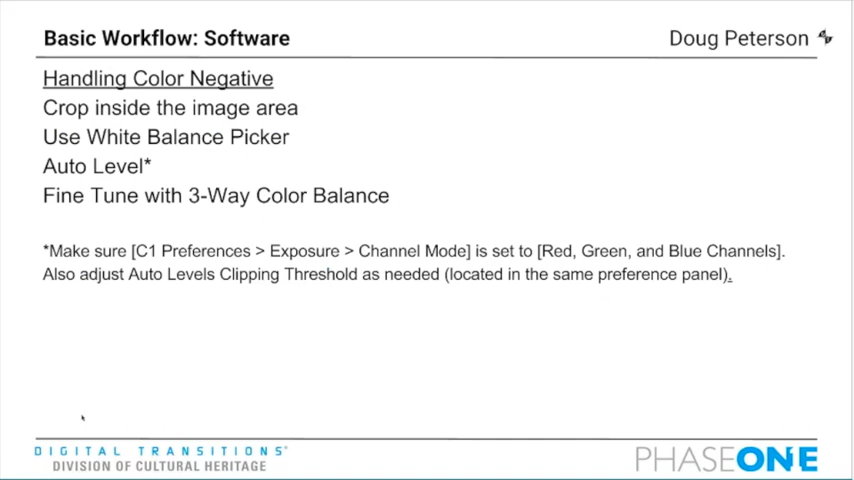 Basic Workflow: Software
Doug Peterson
Handling Color Negative
Crop inside the image area
Use White Balance Picker
Auto Level*
Fine Tune with 3-Way Color Balance
*Make sure [C1 Preferences > Exposure > Channel Mode] is set to [Red, Green, and Blue Channels].
Also adjust Auto Levels Clipping Threshold as needed (located in the same preference panel).
DIGITAL TRANSITIONS
DIVISION OF CULTURAL HERITAGE
PHASEONE